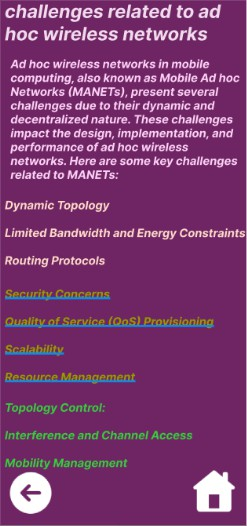 challenges related to ad
hoc wireless networks
Ad hoc wireless networks in mobile
computing, also known as Mobile Ad hoc
Networks (MANETs), present several
challenges due to their dynamic and
decentralized nature. These challenges
impact the design, implementation, and
performance of ad hoc wireless
networks. Here are some key challenges
related to MANETs:
Dynamic Topology
Limited Bandwidth and Energy Constraints
Routing Protocols
Security Concerns
Quality of Service (QoS) Provisioning
Scalability
Resource Management
Topology Control:
Interference and Channel Access
Mobility Management